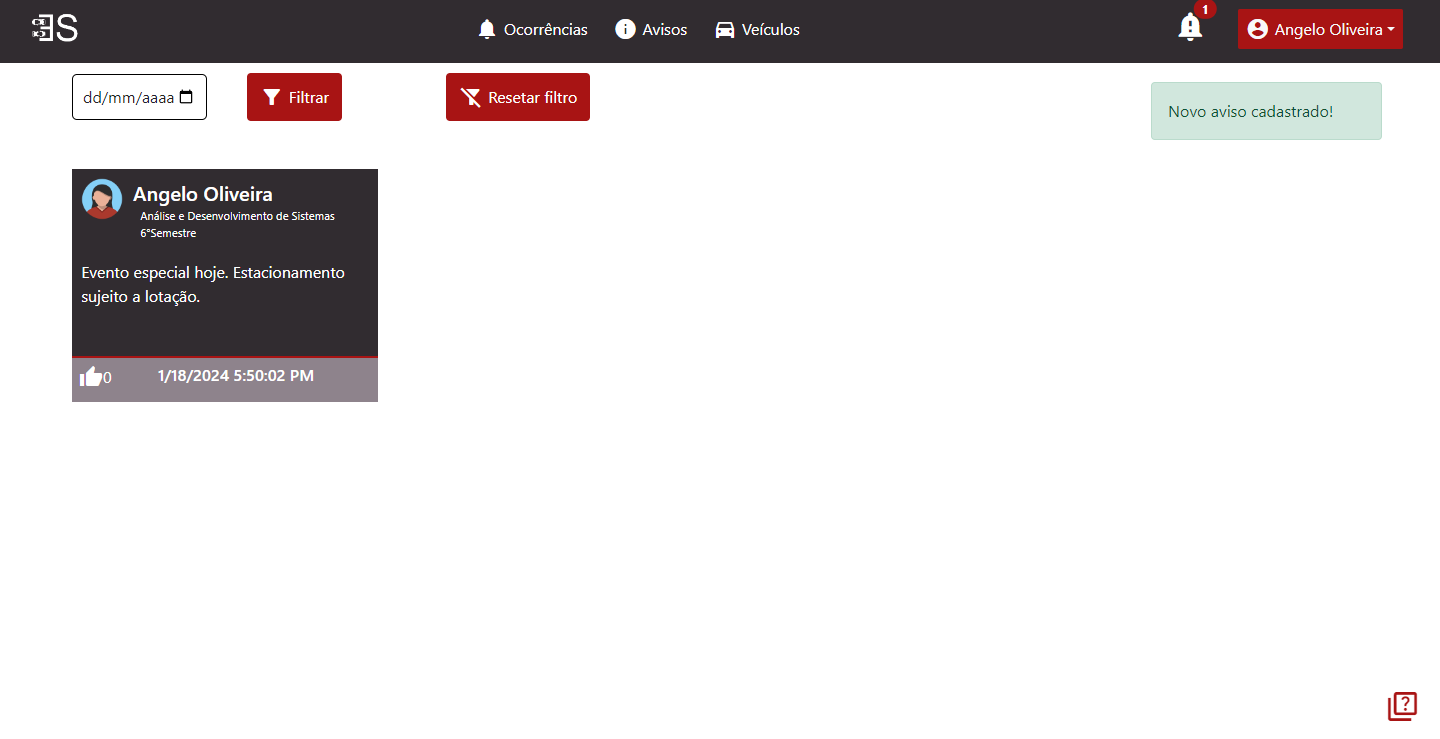 ES
Ocorrências
Avisos
Veículos
1
Angelo Oliveira
dd/mm/aaaa
Filtrar
Resetar filtro
Novo aviso cadastrado!
Angelo Oliveira
Análise e Desenvolvimento de Sistemas
6°Semestre
Evento especial hoje. Estacionamento
sujeito a lotação.
0
1/18/2024 5:50:02 PM
?